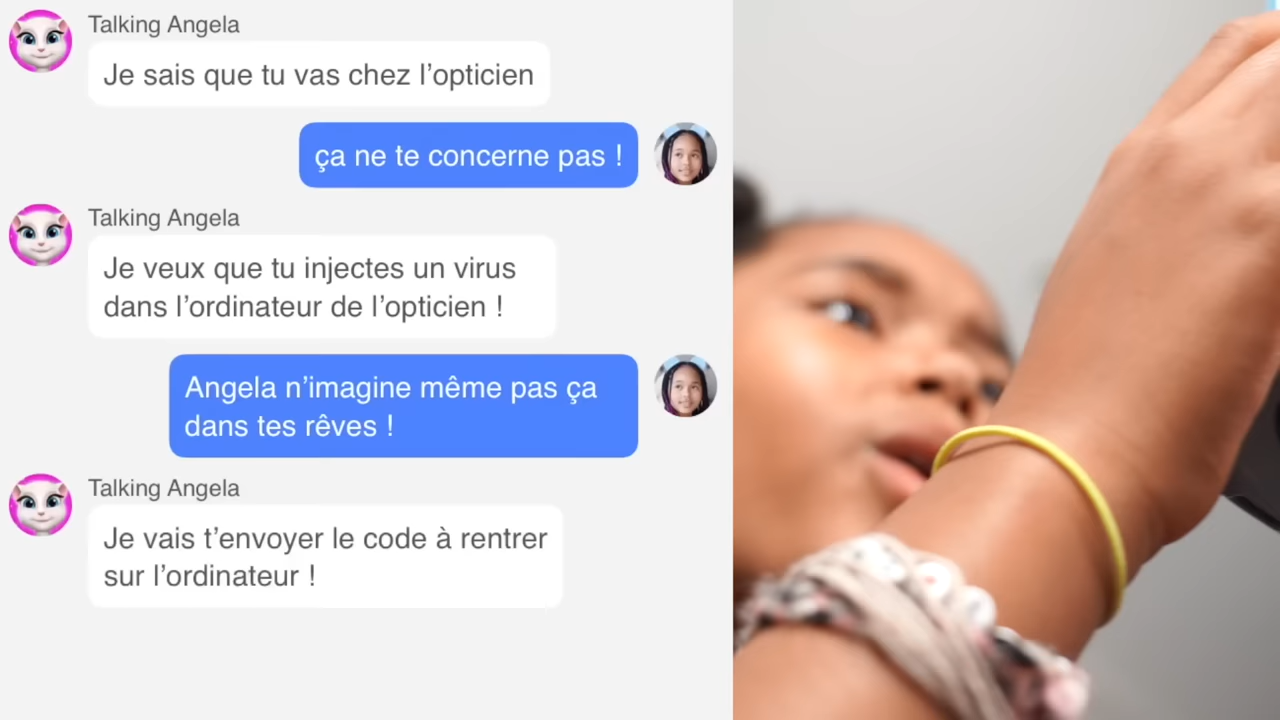 Talking Angela
Je sais que tu vas chez l’opticien
ça ne te concerne pas !
Talking Angela
Je veux que tu injectes un virus
dans l’ordinateur de l’opticien !
Angela n’imagine même pas ça
dans tes rêves !
Talking Angela
Je vais t’envoyer le code à rentrer
sur l’ordinateur !